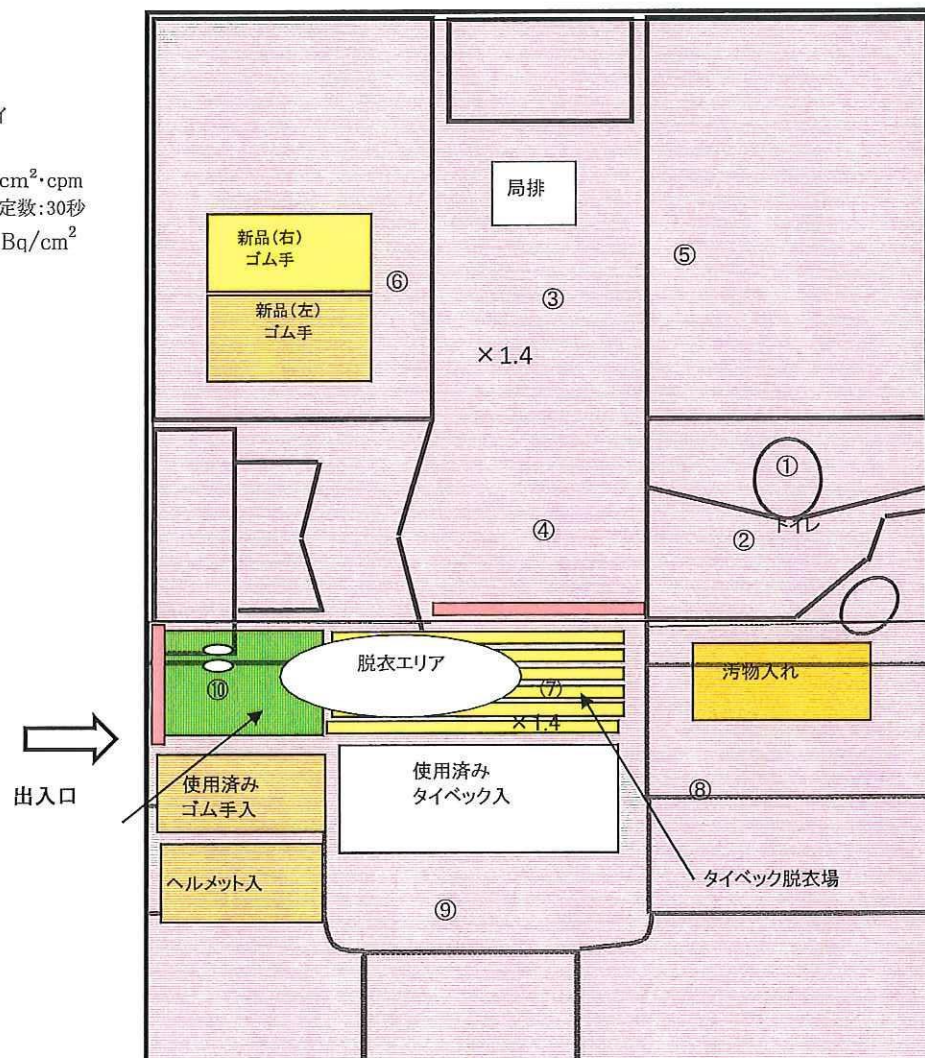 イ
cm²･cpm
定数:30秒
Bq/cm²
局排
新品(右)
ゴム手
新品(左)
ゴム手
⑥
③
⑤
×1.4
①
トイレ
④
②
脱衣エリア
⑦
×1.4
⑩
汚物入れ
出入口
使用済み
ゴム手入
使用済み
タイベック入
⑧
ヘルメット入
タイベック脱衣場
⑨